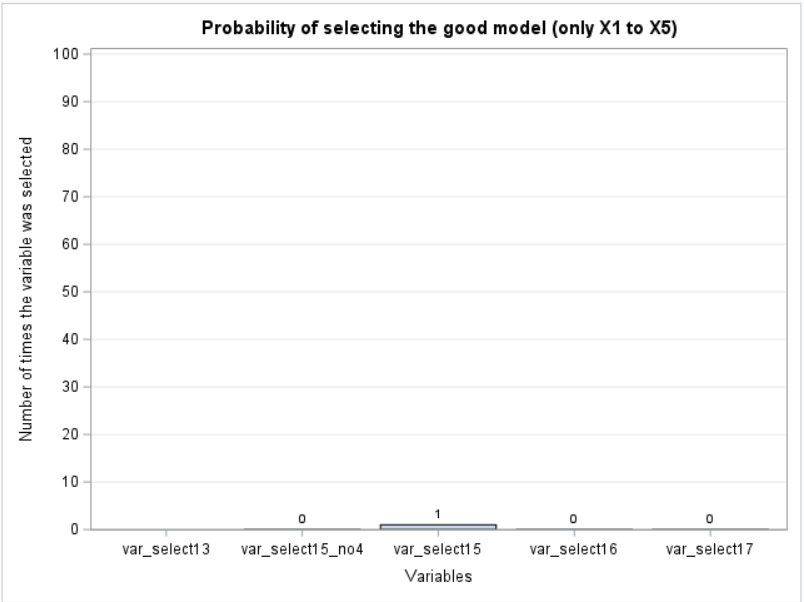 Probability of selecting the good model (only X1 to X5)
Number of times the variable was selected
100
90
80
70
60
50
40
30
20
10
0
0
1
0
0
var_select13
var_select15_no4
var_select15
var_select16
var_select17
Variables